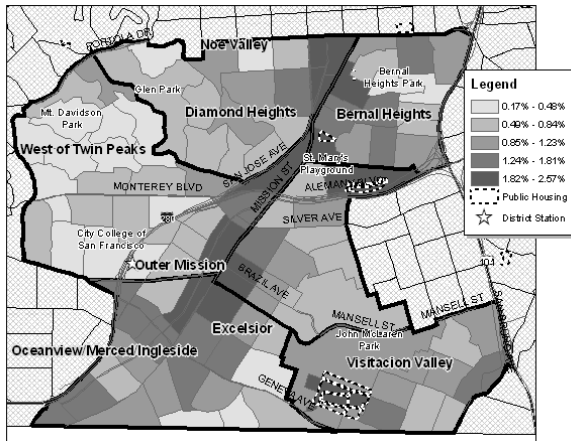 PORTOLA DR
Noe Valley
Glen Park
Bernal
Heights Park
Diamond Heights
Bernal Heights
Mt. Davidson
Park
West of Twin Peaks
SAN JOSE AVE
St. Mary's
Playground
MONTEREY BLVD
MISSION ST
ALEMANY BLVD
SILVER AVE
City College of
San Francisco
Outer Mission
BRAZIL AVE
MANSELL ST
MANSELL ST
John McLaren
Park
Excelsior
Oceanview/Merced Ingleside
Visitacion Valley
GENEVA AVE
Legend
0.17% - 0.48%
0.49% - 0.84%
0.85% - 1.23%
1.24% - 1.81%
1.82% - 2.57%
Public Housing
District Station